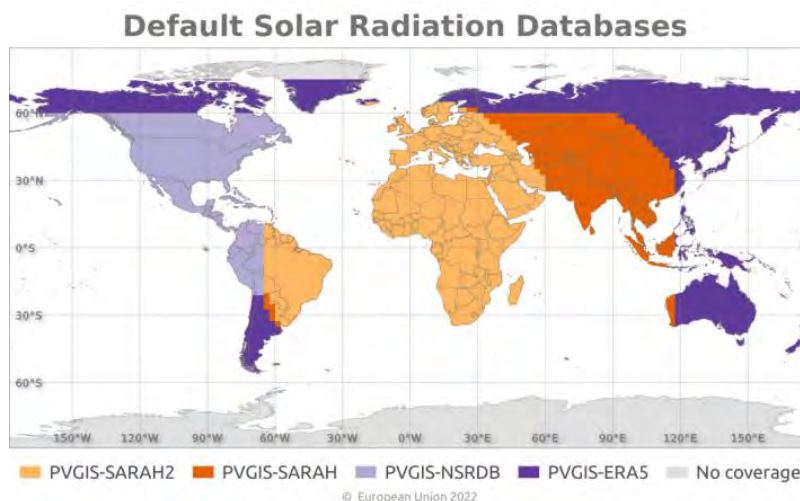 Default Solar Radiation Databases
60°N
30°N
0°S
30°S
60°S
150°W 120°W 90°W 60°W 30°W 0°W 30°E 60°E 90°E 120°E 150°E
PVGIS-SARAH2 PVGIS-SARAH PVGIS-NSRDB PVGIS-ERA5 No coverage
© European Union 2022